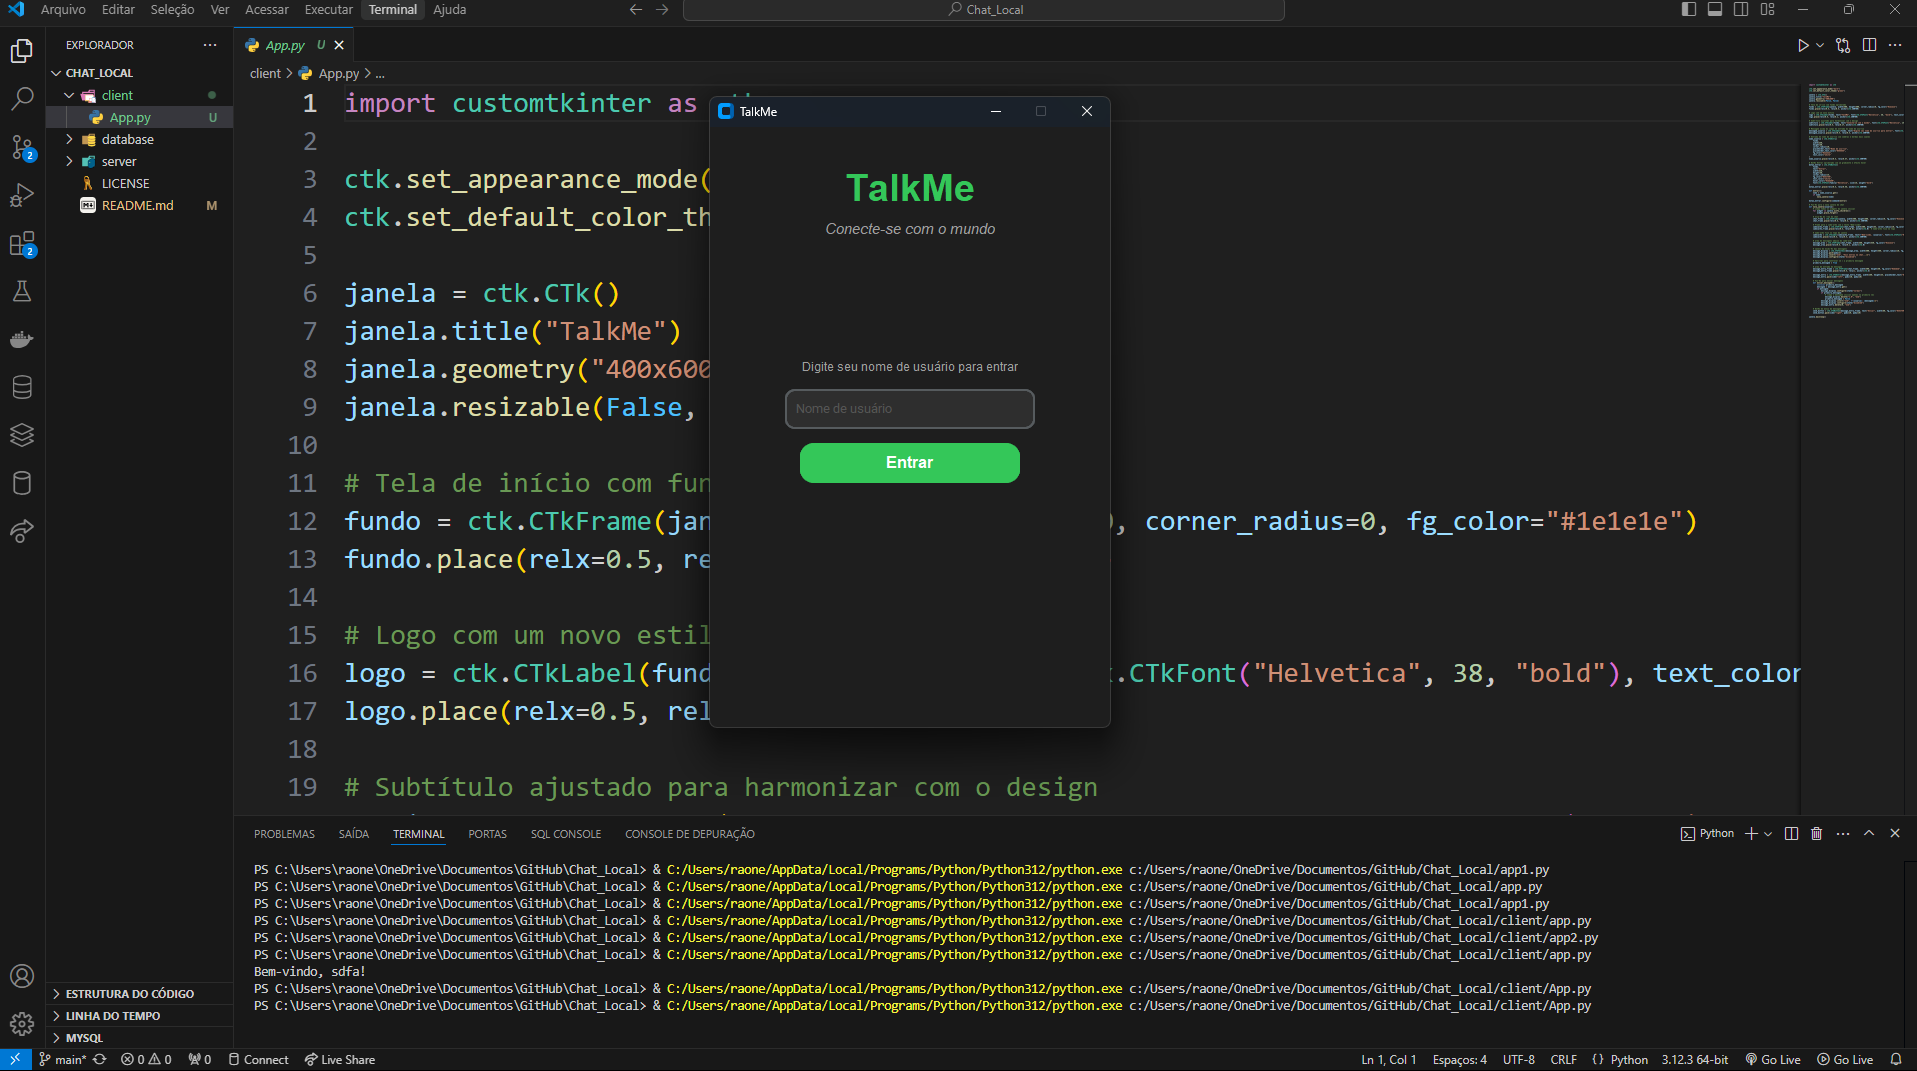 Arquivo Editar Seleção Ver Acessar Executar Terminal Ajuda
Chat_Local
EXPLORADOR
CHAT_LOCAL
client
App.py U
database
server
LICENSE
README.md M
ESTRUTURA DO CÓDIGO
LINHA DO TEMPO
MYSQL
App.py U
client > App.py > ...
1 import customtkinter as
2
3 ctk.set_appearance_mode(
4 ctk.set_default_color_th
5
6 janela = ctk.CTk()
7 janela.title("TalkMe")
8 janela.geometry("400x600
9 janela.resizable(False,
10
11 # Tela de início com fun
12 fundo = ctk.CTkFrame(jan , corner_radius=0, fg_color="#1e1e1e")
13 fundo.place(relx=0.5, re
14
15 # Logo com um novo estil
16 logo = ctk.CTkLabel(fund .CTkFont("Helvetica", 38, "bold"), text_color
17 logo.place(relx=0.5, rel
18
19 # Subtítulo ajustado para harmonizar com o design
TalkMe
TalkMe
Conecte-se com o mundo
Digite seu nome de usuário para entrar
Nome de usuário
Entrar
PROBLEMAS SAÍDA TERMINAL PORTAS SQL CONSOLE CONSOLE DE DEPURAÇÃO
Python
PS C:\Users\raone\OneDrive\Documentos\GitHub\Chat_Local> & C:/Users/raone/AppData/Local/Programs/Python/Python312/python.exe c:/Users/raone/OneDrive/Documentos/GitHub/Chat_Local/app1.py
PS C:\Users\raone\OneDrive\Documentos\GitHub\Chat_Local> & C:/Users/raone/AppData/Local/Programs/Python/Python312/python.exe c:/Users/raone/OneDrive/Documentos/GitHub/Chat_Local/app.py
PS C:\Users\raone\OneDrive\Documentos\GitHub\Chat_Local> & C:/Users/raone/AppData/Local/Programs/Python/Python312/python.exe c:/Users/raone/OneDrive/Documentos/GitHub/Chat_Local/app1.py
PS C:\Users\raone\OneDrive\Documentos\GitHub\Chat_Local> & C:/Users/raone/AppData/Local/Programs/Python/Python312/python.exe c:/Users/raone/OneDrive/Documentos/GitHub/Chat_Local/client/app.py
PS C:\Users\raone\OneDrive\Documentos\GitHub\Chat_Local> & C:/Users/raone/AppData/Local/Programs/Python/Python312/python.exe c:/Users/raone/OneDrive/Documentos/GitHub/Chat_Local/client/app2.py
PS C:\Users\raone\OneDrive\Documentos\GitHub\Chat_Local> & C:/Users/raone/AppData/Local/Programs/Python/Python312/python.exe c:/Users/raone/OneDrive/Documentos/GitHub/Chat_Local/client/app.py
Bem-vindo, sdfa!
PS C:\Users\raone\OneDrive\Documentos\GitHub\Chat_Local> & C:/Users/raone/AppData/Local/Programs/Python/Python312/python.exe c:/Users/raone/OneDrive/Documentos/GitHub/Chat_Local/client/App.py
PS C:\Users\raone\OneDrive\Documentos\GitHub\Chat_Local> & C:/Users/raone/AppData/Local/Programs/Python/Python312/python.exe c:/Users/raone/OneDrive/Documentos/GitHub/Chat_Local/client/App.py
main* 0 0 0 Connect Live Share Ln 1, Col 1 Espaços: 4 UTF-8 CRLF {} Python 3.12.3 64-bit Go Live Go Live
2
2